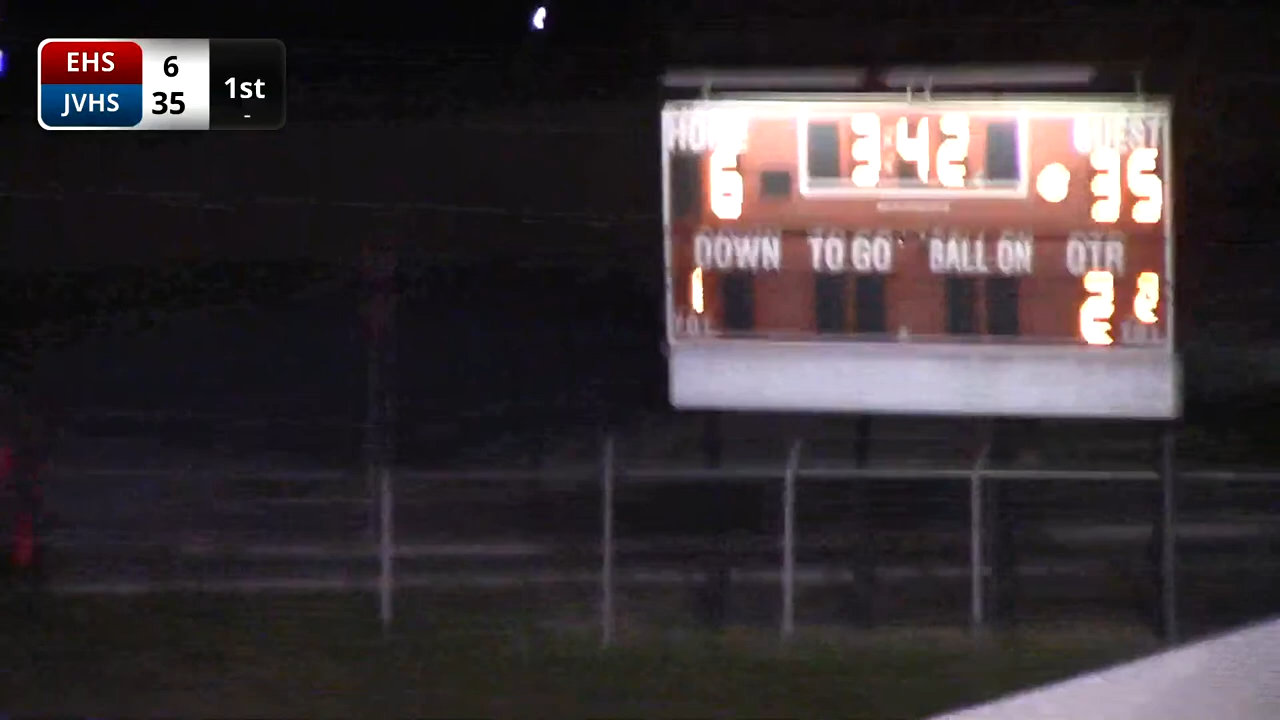 EHS 6
JVHS 35
1st
-
HOME 3:42 GUEST
6 35
DOWN TO GO BALL ON QTR
1 2 2